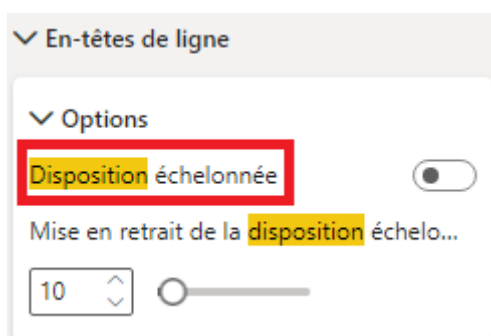 En-têtes de ligne
Options
Disposition échelonnée
Mise en retrait de la disposition échelo...
10